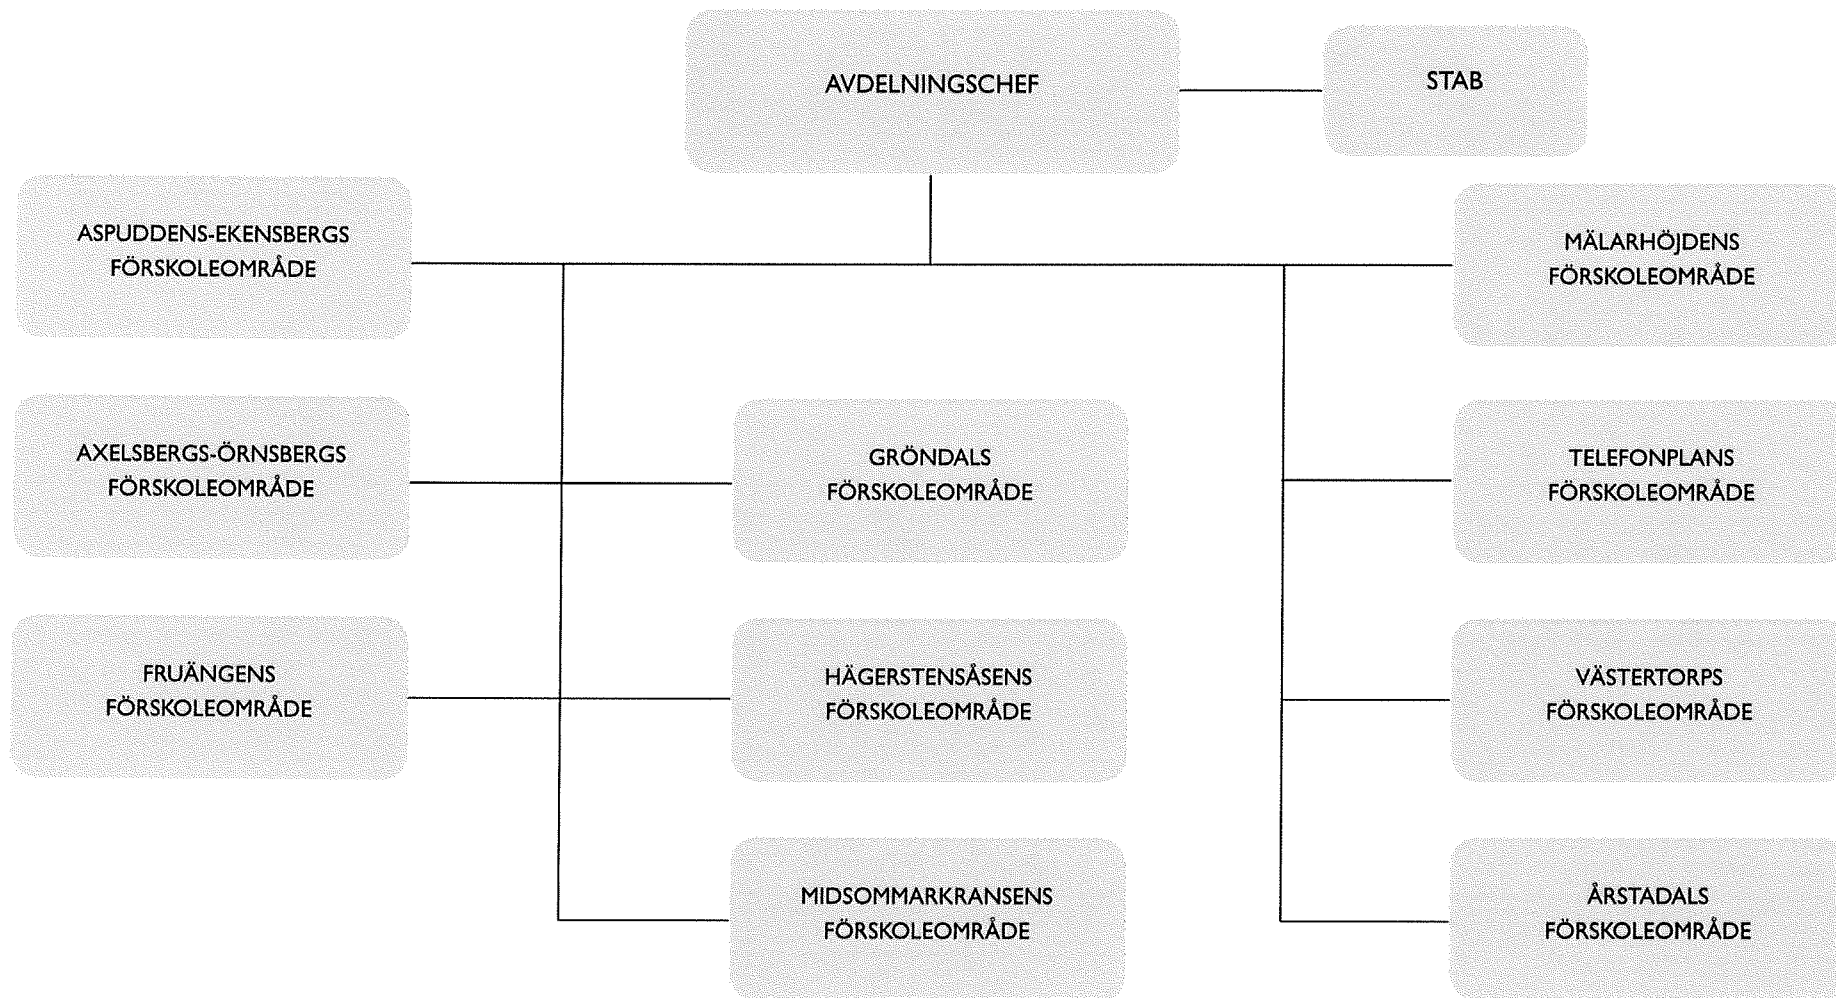 AVDELNINGSCHEF
STAB
ASPUDDENS-EKENSBERGS
FÖRSKOLEOMRÅDE
MÄLARHÖJDENS
FÖRSKOLEOMRÅDE
AXELSBERGS-ÖRNSBERGS
FÖRSKOLEOMRÅDE
GRÖNDALS
FÖRSKOLEOMRÅDE
TELEFONPLANS
FÖRSKOLEOMRÅDE
FRUÄNGENS
FÖRSKOLEOMRÅDE
HÄGERSTENSÅSENS
FÖRSKOLEOMRÅDE
VÄSTERTORPS
FÖRSKOLEOMRÅDE
MIDSOMMARKRANSENS
FÖRSKOLEOMRÅDE
ÅRSTADALS
FÖRSKOLEOMRÅDE